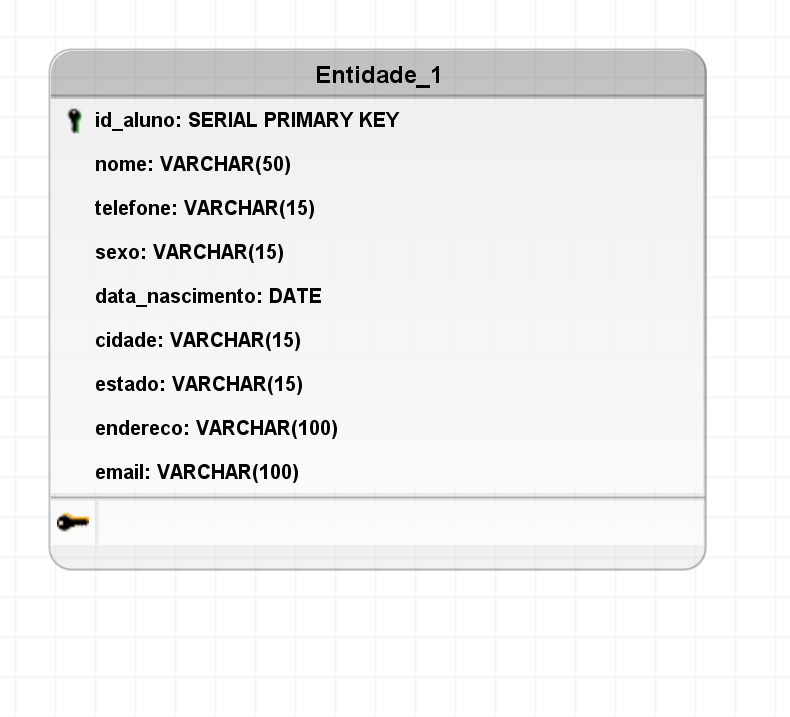 Entidade_1
id_aluno: SERIAL PRIMARY KEY
nome: VARCHAR(50)
telefone: VARCHAR(15)
sexo: VARCHAR(15)
data_nascimento: DATE
cidade: VARCHAR(15)
estado: VARCHAR(15)
endereco: VARCHAR(100)
email: VARCHAR(100)